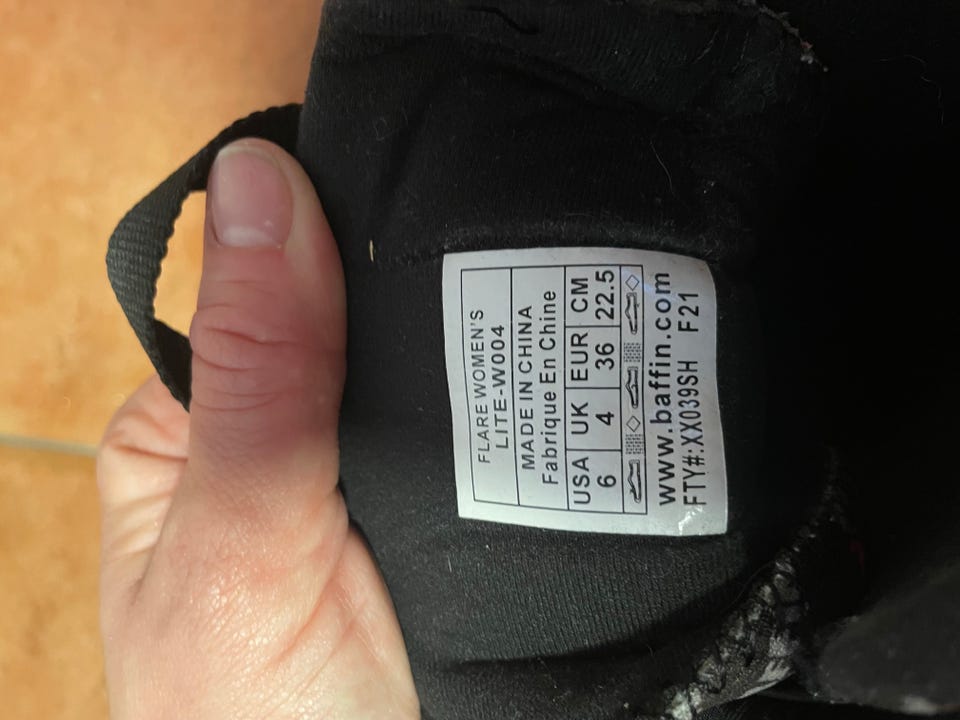 FLARE WOMEN'S
LITE-W004
MADE IN CHINA
Fabrique En Chine
USA UK EUR CM
6 4 36 22.5
www.baffin.com
FTY#:XX039SH F21